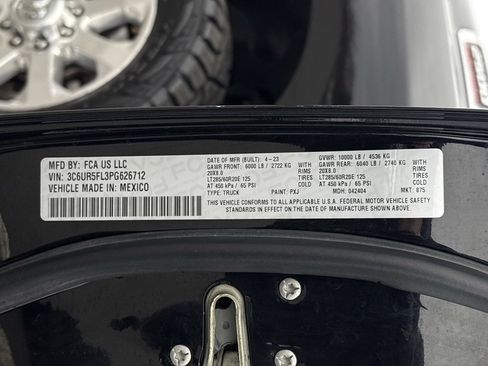 MFD BY: FCA US LLC
VIN: 3C6UR5FL3PG626712
VEHICLE MADE IN: MEXICO
DATE OF MFR (BUILT): 4-23 GVWR: 10000 LB / 4536 KG
GAWR FRONT: 6000 LB / 2722 KG WITH GAWR REAR: 6040 LB / 2740 KG WITH
20X8.0 RIMS 20X8.0 RIMS
LT285/60R20E 125 TIRES LT285/60R20E 125 TIRES
AT 450 kPa / 65 PSI COLD AT 450 kPa / 65 PSI COLD
TYPE: TRUCK PAINT: PXJ MDH: 042404 MKT: 875
THIS VEHICLE CONFORMS TO ALL APPLICABLE U.S.A. FEDERAL MOTOR VEHICLE SAFETY
STANDARDS IN EFFECT ON THE DATE OF MANUFACTURE SHOWN ABOVE.